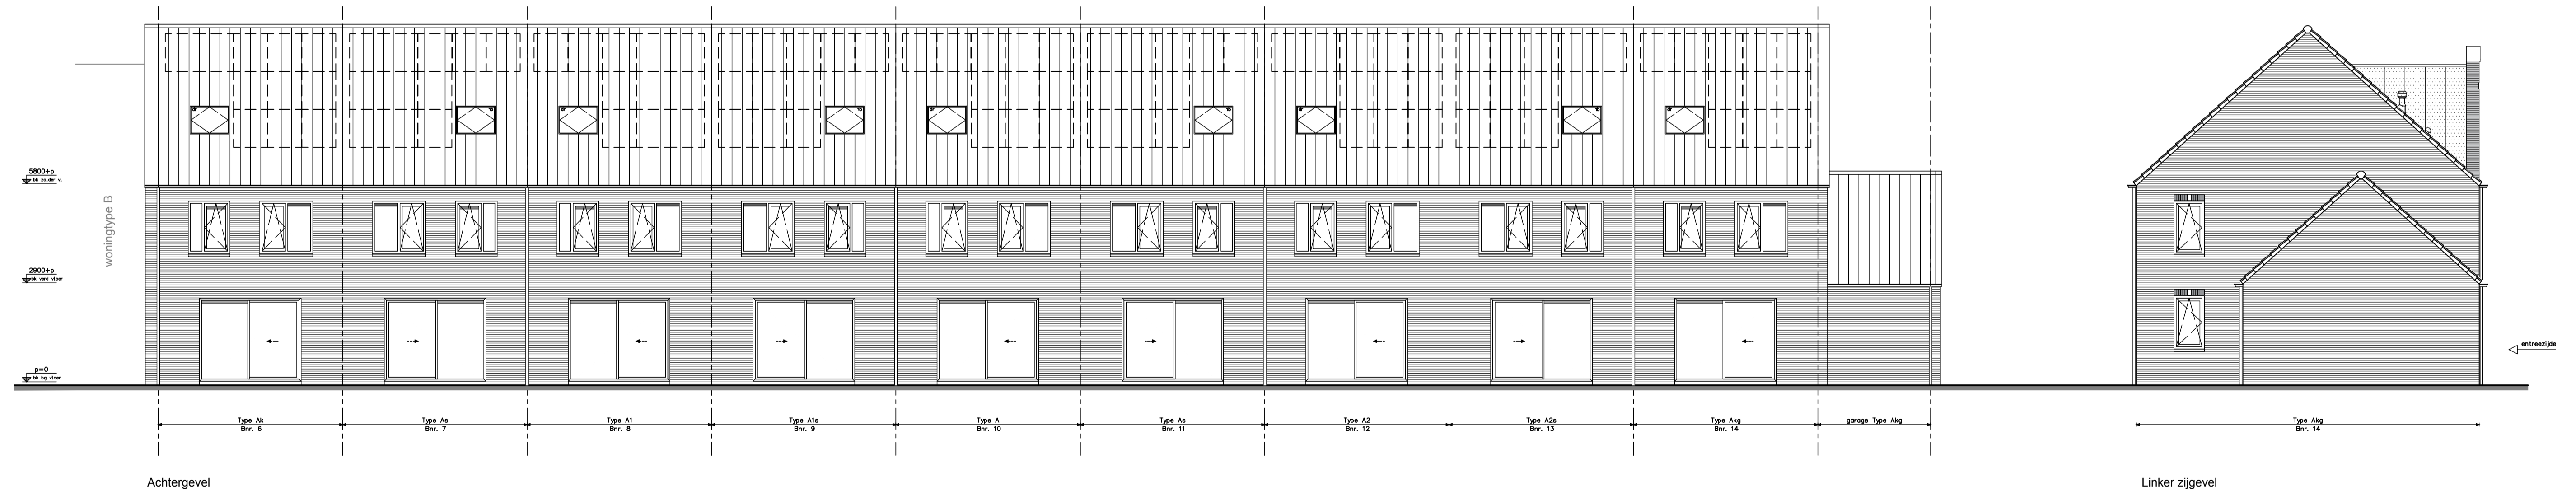 5800+p
bk zolder vl
woningtype B
2900+p
bk verd vloer
p=0
bk bg vloer
entreezijde
Type Ak
Bnr. 6
Type As
Bnr. 7
Type A1
Bnr. 8
Type A1s
Bnr. 9
Type A
Bnr. 10
Type As
Bnr. 11
Type A2
Bnr. 12
Type A2s
Bnr. 13
Type Akg
Bnr. 14
garage Type Akg
Type Akg
Bnr. 14
Achtergevel
Linker zijgevel